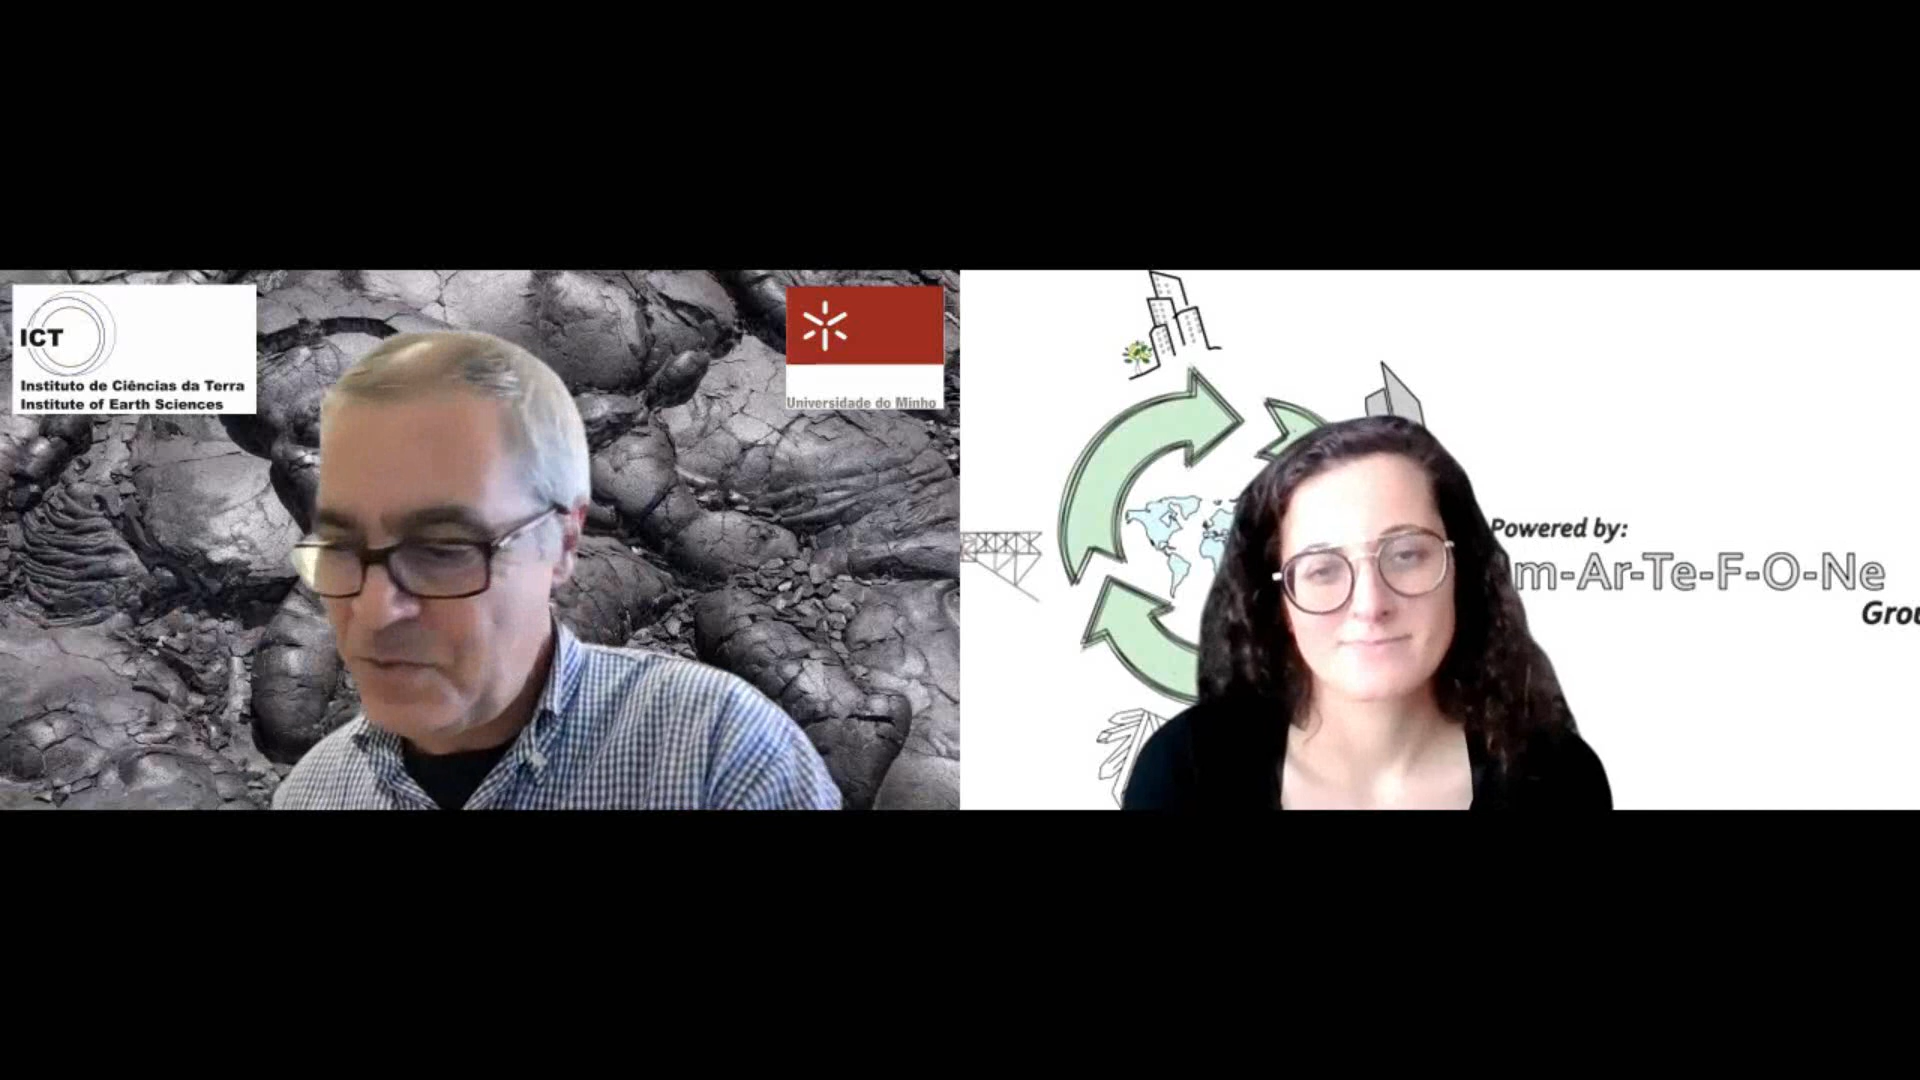 ICT
Instituto de Ciências da Terra
Institute of Earth Sciences
Universidade do Minho
Powered by:
m-Ar-Te-F-O-Ne